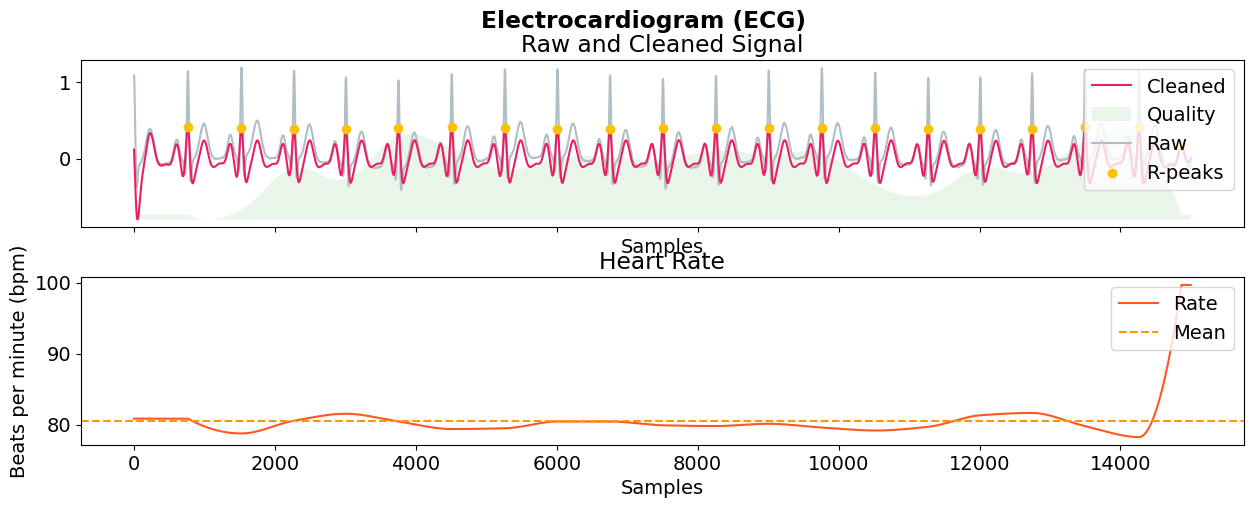 Electrocardiogram (ECG)
Raw and Cleaned Signal
1
0
Cleaned
Quality
Raw
R-peaks
Samples
Heart Rate
Beats per minute (bpm)
100
90
80
Rate
Mean
0 2000 4000 6000 8000 10000 12000 14000
Samples